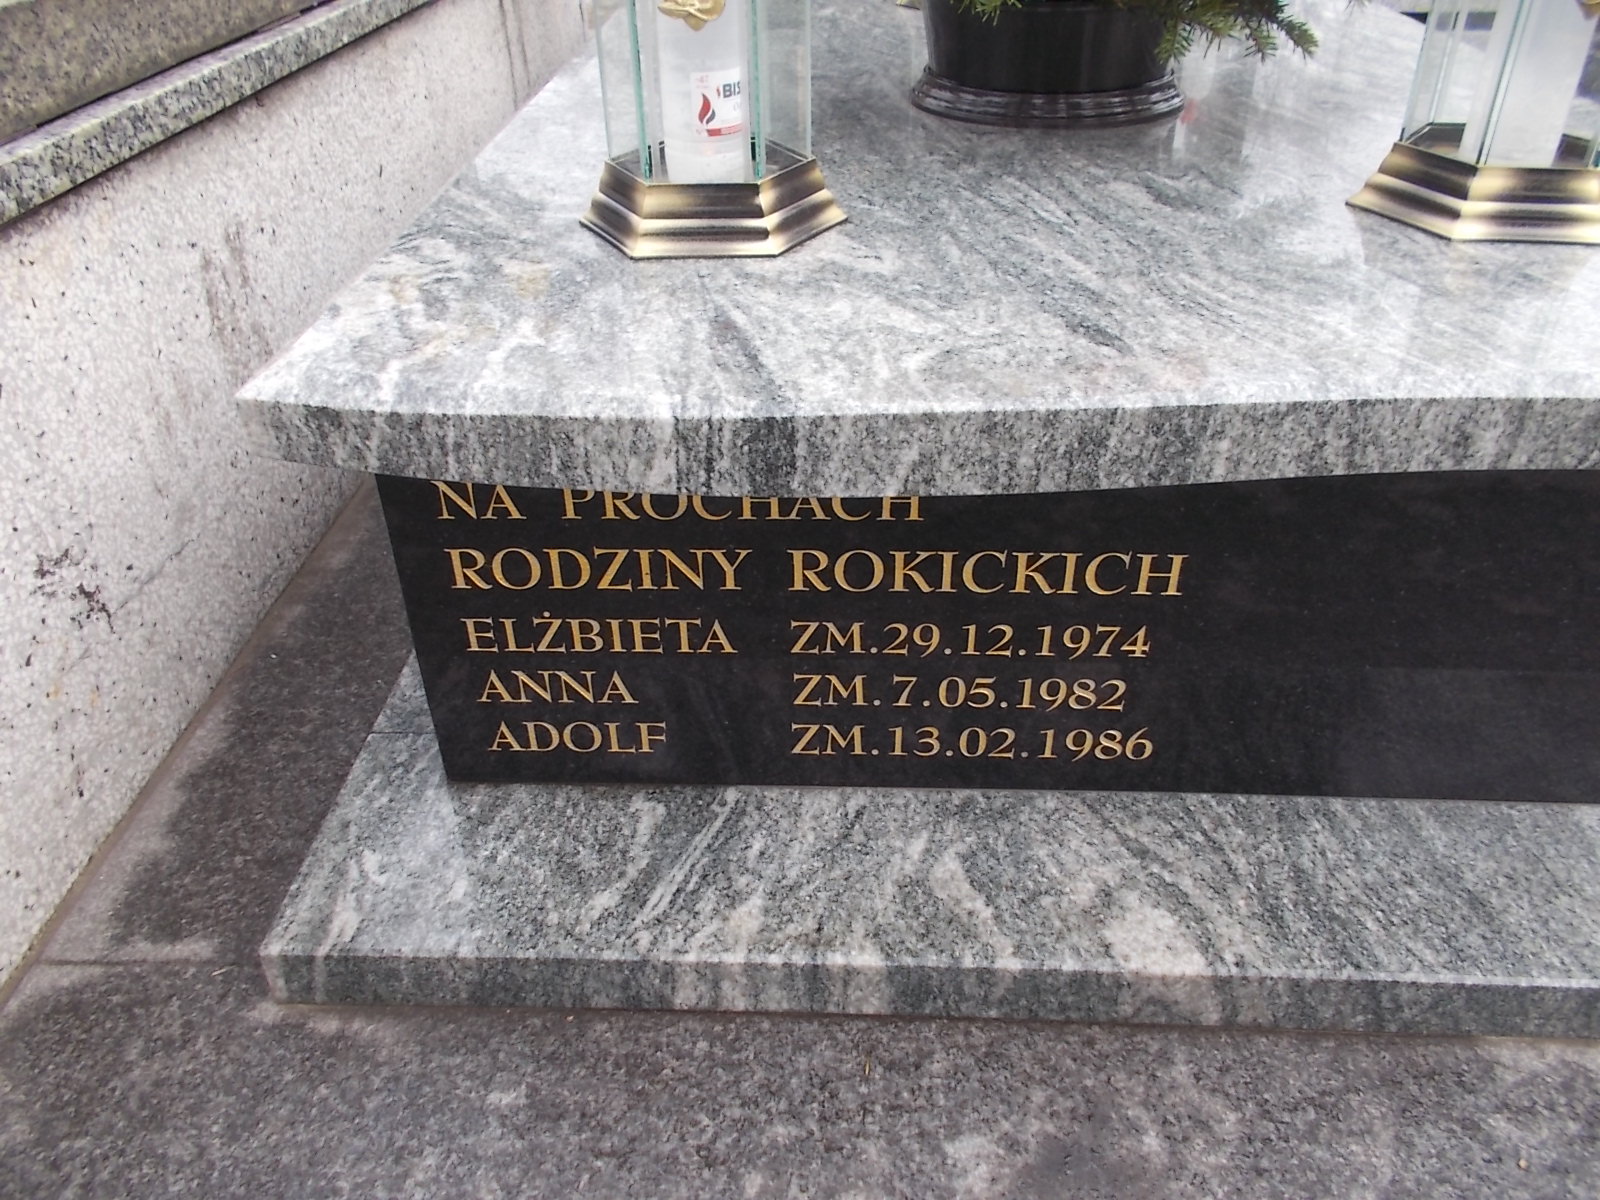 BIS
NA PROCHACH
RODZINY ROKICKICH
ELŻBIETA ZM.29.12.1974
ANNA ZM.7.05.1982
ADOLF ZM.13.02.1986